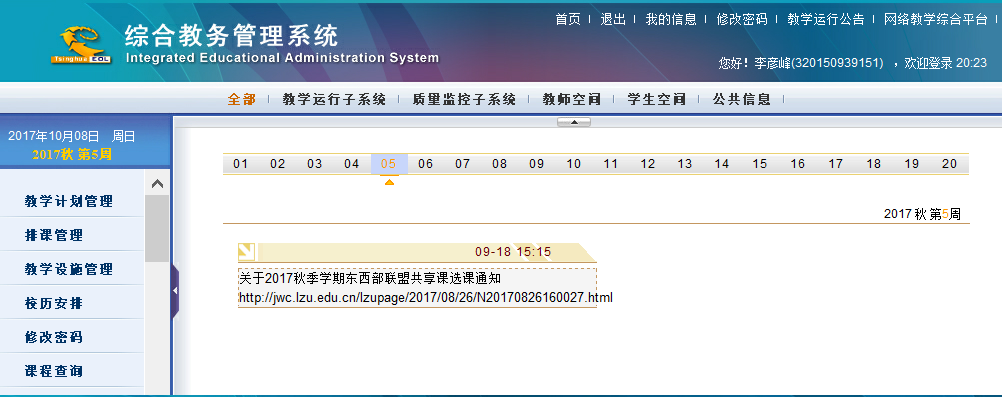 首页 | 退出 | 我的信息 | 修改密码 | 教学运行公告 | 网络教学综合平台 |
综合教务管理系统
Integrated Educational Administration System
Tsinghua EOL
您好！李彦峰(320150939151) ，欢迎登录 20:23
全部 | 教学运行子系统 | 质量监控子系统 | 教师空间 | 学生空间 | 公共信息 |
2017年10月08日 周日
2017秋 第5周
教学计划管理
排课管理
教学设施管理
校历安排
修改密码
课程查询
01 02 03 04 05 06 07 08 09 10 11 12 13 14 15 16 17 18 19 20
2017 秋 第5周
09-18 15:15
关于2017秋季学期东西部联盟共享课选课通知
http://jwc.lzu.edu.cn/lzupage/2017/08/26/N20170826160027.html